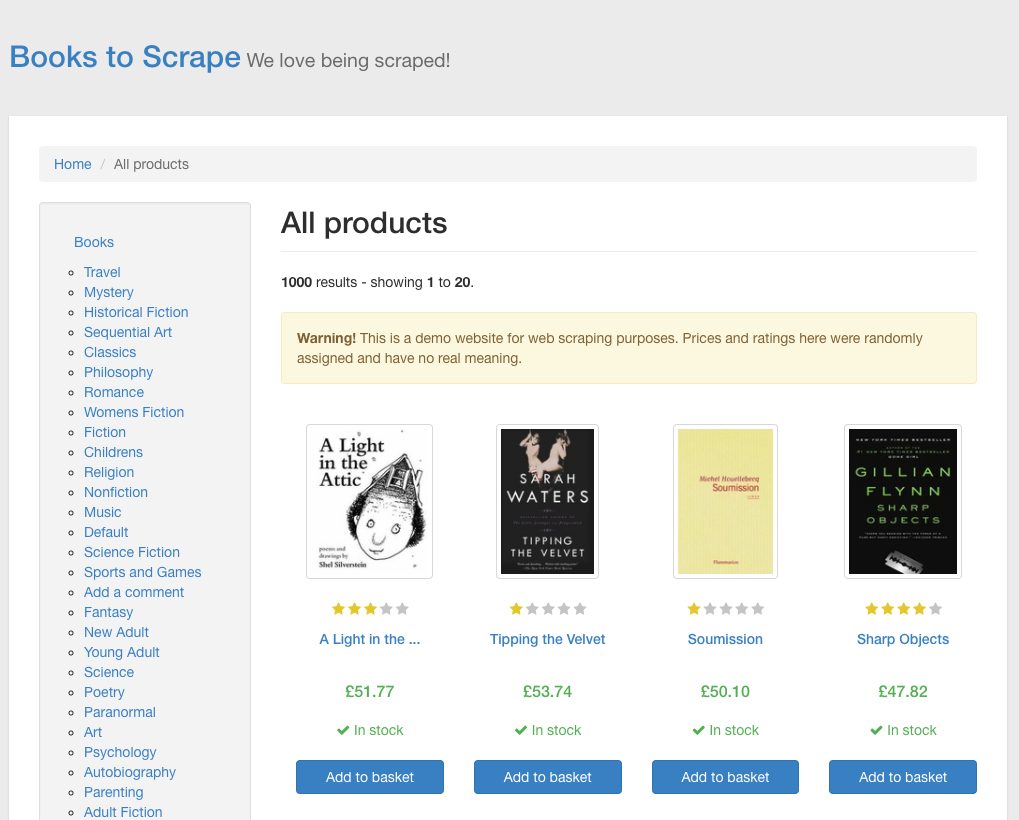 Books to Scrape We love being scraped!
Home / All products
Books
Travel
Mystery
Historical Fiction
Sequential Art
Classics
Philosophy
Romance
Womens Fiction
Fiction
Childrens
Religion
Nonfiction
Music
Default
Science Fiction
Sports and Games
Add a comment
Fantasy
New Adult
Young Adult
Science
Poetry
Paranormal
Art
Psychology
Autobiography
Parenting
Adult Fiction
All products
1000 results - showing 1 to 20.
Warning! This is a demo website for web scraping purposes. Prices and ratings here were randomly
assigned and have no real meaning.
A Light
in the
Attic
poems and
drawings by
Shel Silverstein
SARAH
WATERS
TIPPING
THE VELVET
Michel Houellebecq
Soumission
Flammarion
NEW YORK TIMES BESTSELLER
GONE GIRL
GILLIAN
FLYNN
SHARP
OBJECTS
A Light in the ...
Tipping the Velvet
Soumission
Sharp Objects
£51.77
£53.74
£50.10
£47.82
In stock
In stock
In stock
In stock
Add to basket
Add to basket
Add to basket
Add to basket